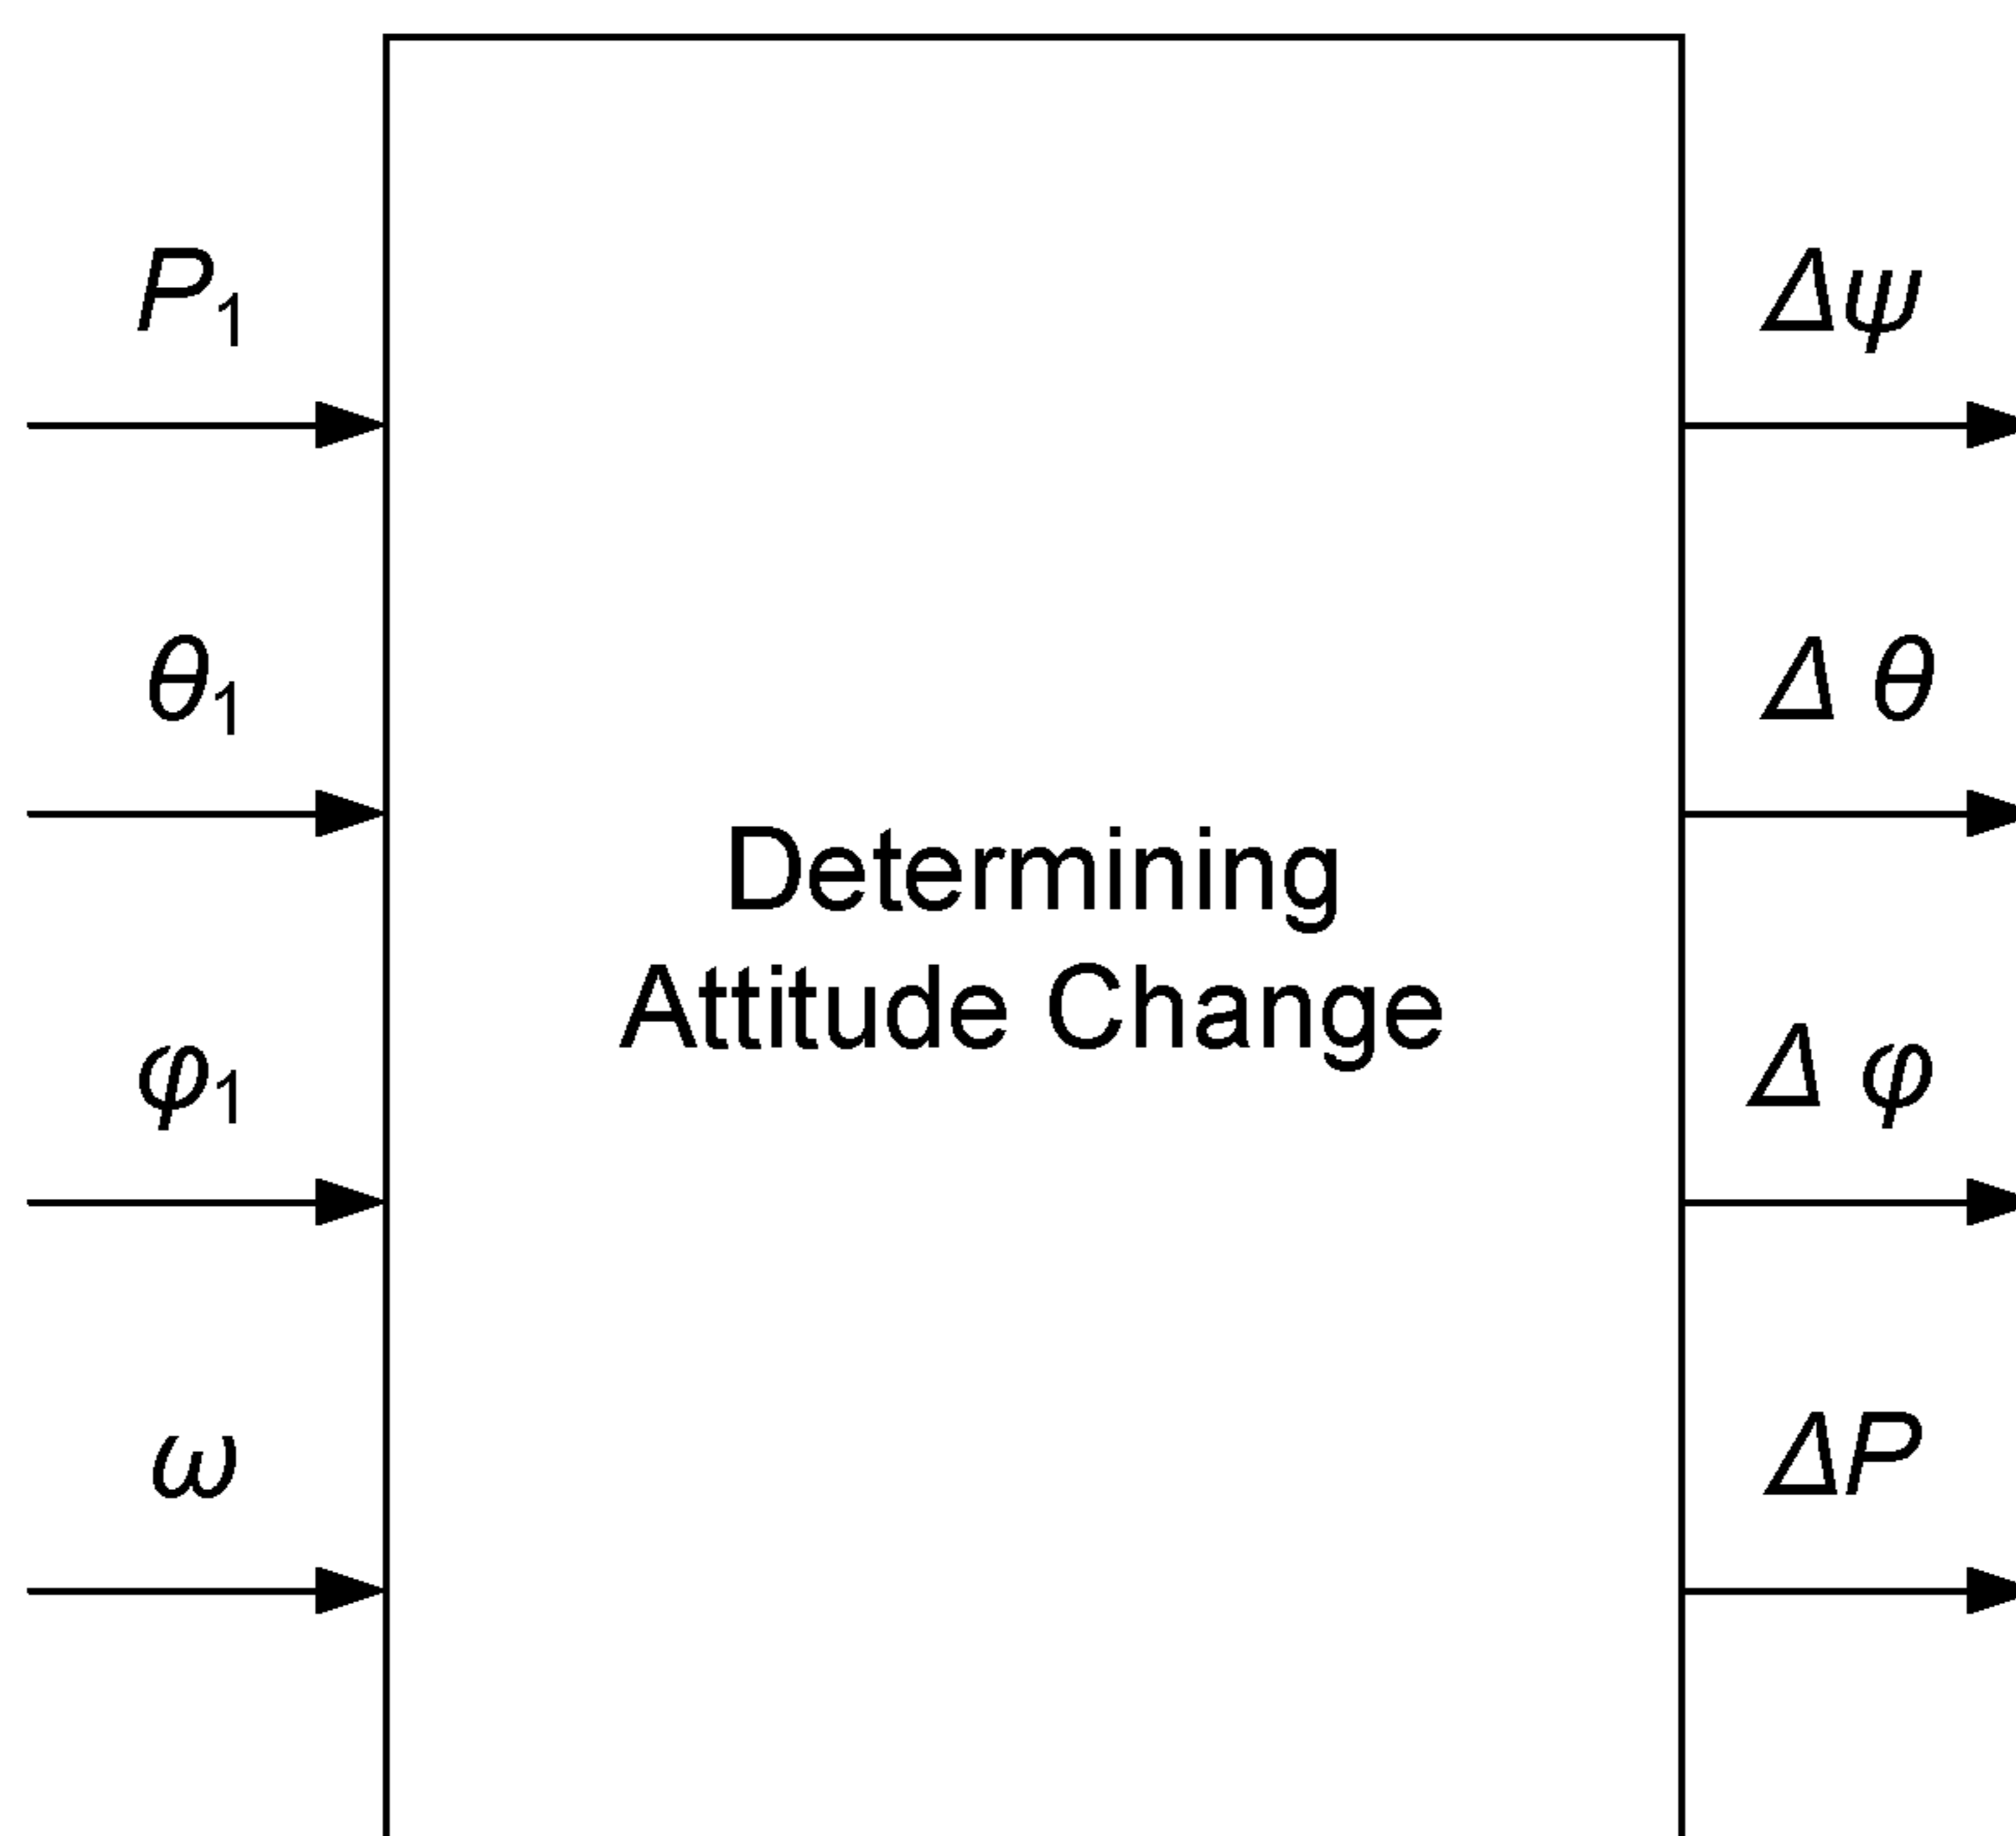 P₁
θ₁
φ₁
ω
Determining
Attitude Change
Δψ
Δ θ
Δ φ
ΔP